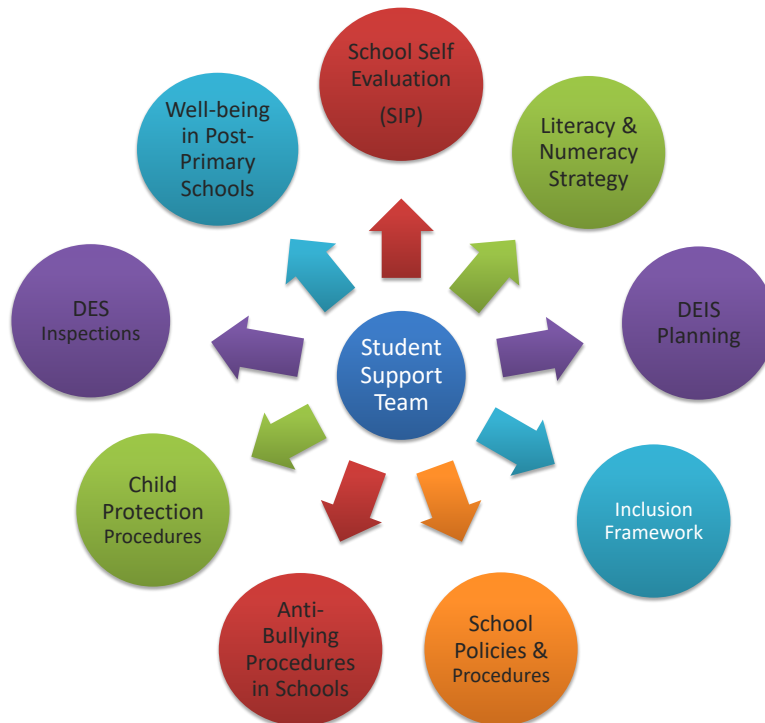 School Self
Evaluation
(SIP)
Literacy &
Numeracy
Strategy
DEIS
Planning
Inclusion
Framework
School
Policies &
Procedures
Anti-
Bullying
Procedures
in Schools
Child
Protection
Procedures
DES
Inspections
Well-being
in Post-
Primary
Schools
Student
Support
Team